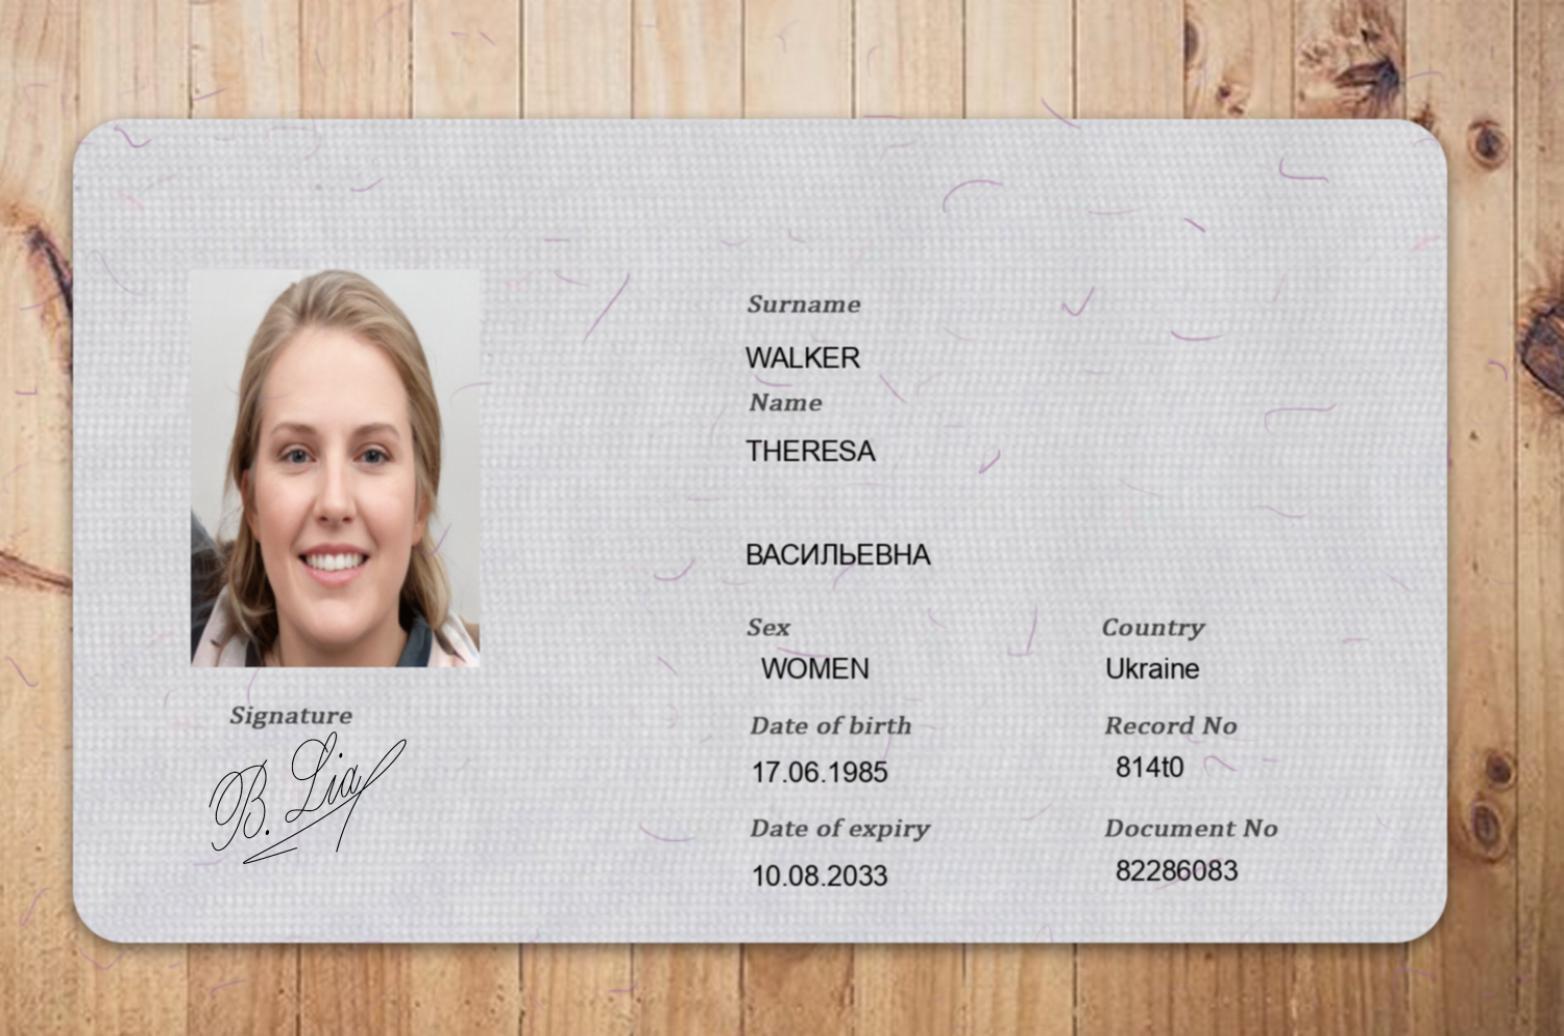 Surname
WALKER
Name
THERESA
ВАСИЛЬЕВНА
Sex Country
WOMEN Ukraine
Date of birth Record No
17.06.1985 814t0
Date of expiry Document No
10.08.2033 82286083
Signature
B. Lia